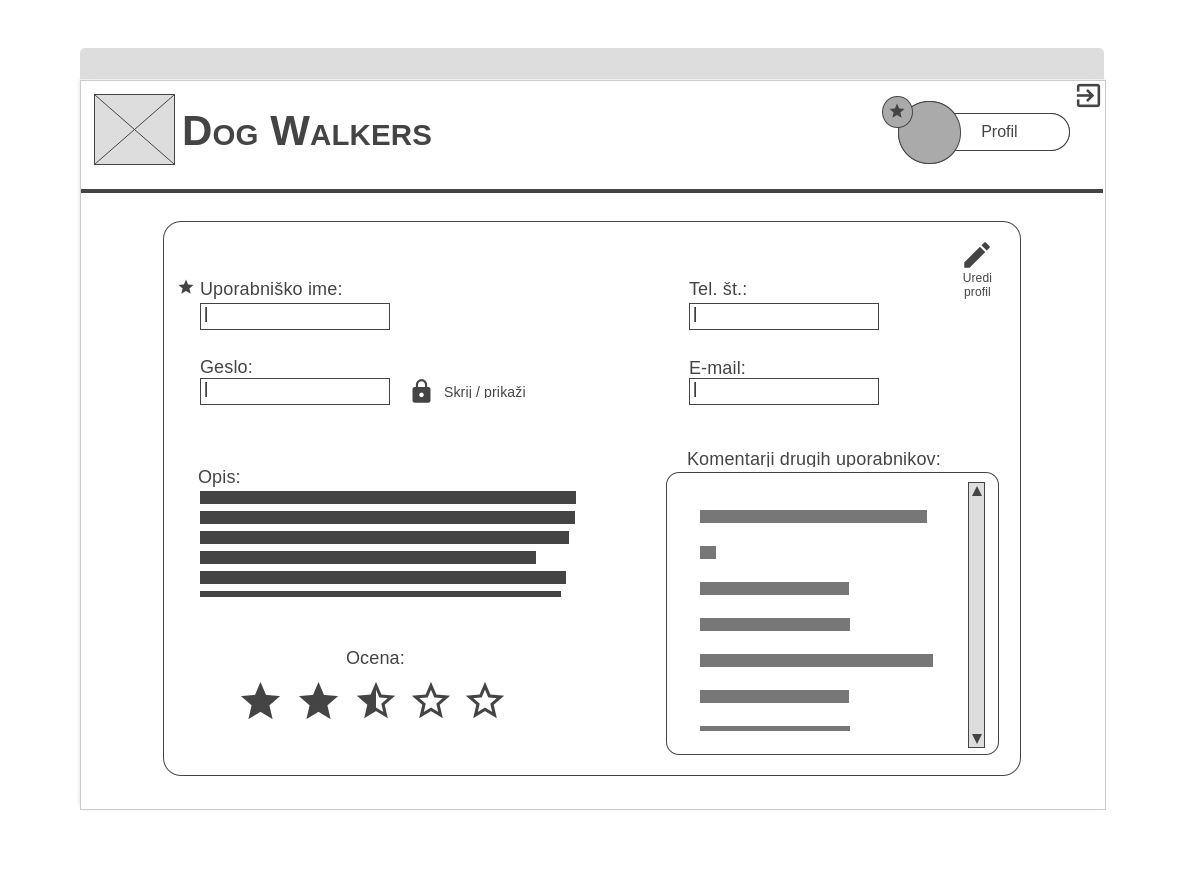 Dog Walkers
Profil
Uredi
profil
Uporabniško ime:
Tel. št.:
Geslo:
E-mail:
Skrij / prikaži
Komentarji drugih uporabnikov:
Opis:
Ocena: